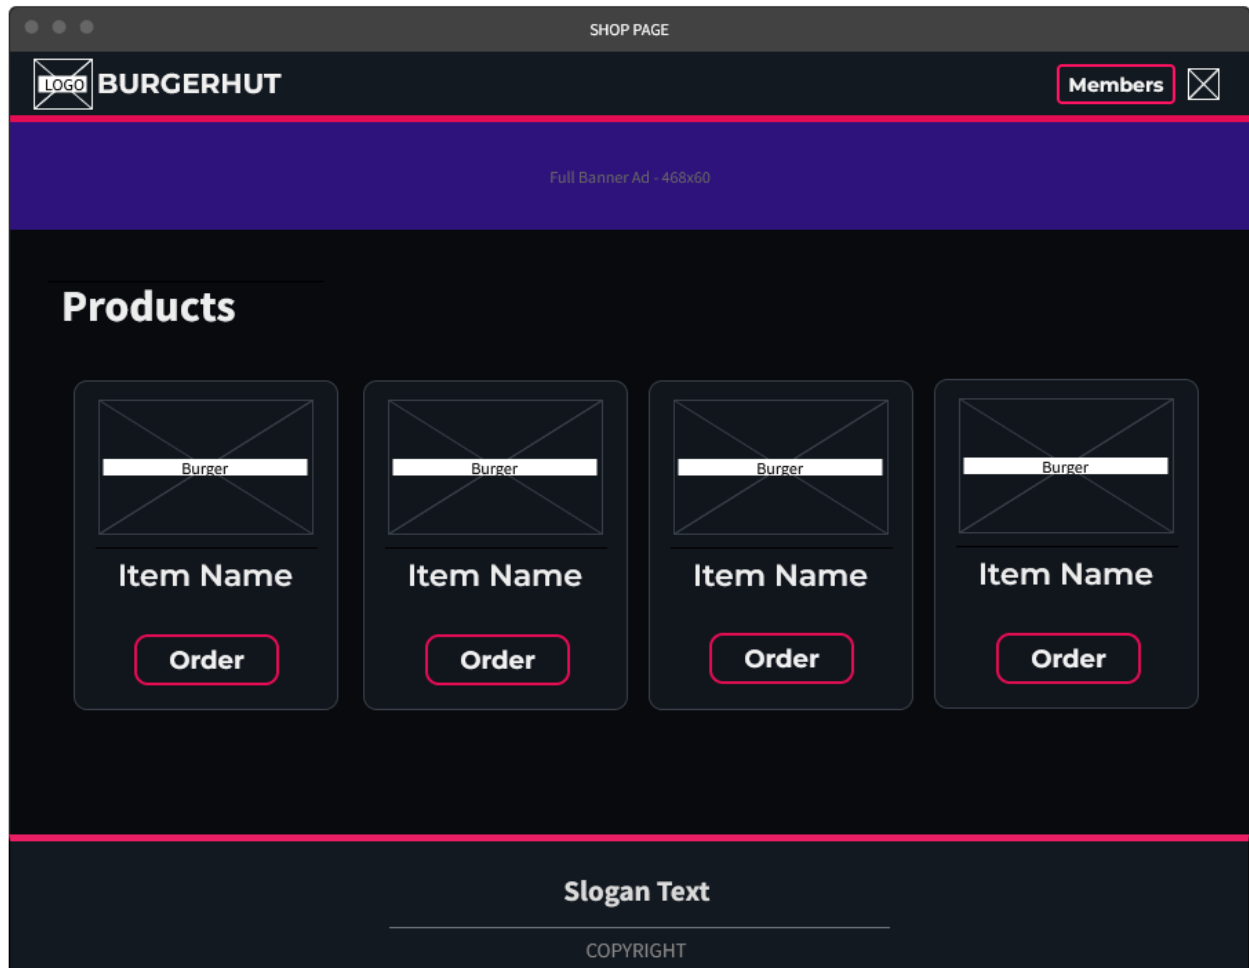 SHOP PAGE
LOGO BURGERHUT Members
Full Banner Ad - 468x60
Products
Burger Burger Burger Burger
Item Name Item Name Item Name Item Name
Order Order Order Order
Slogan Text
COPYRIGHT